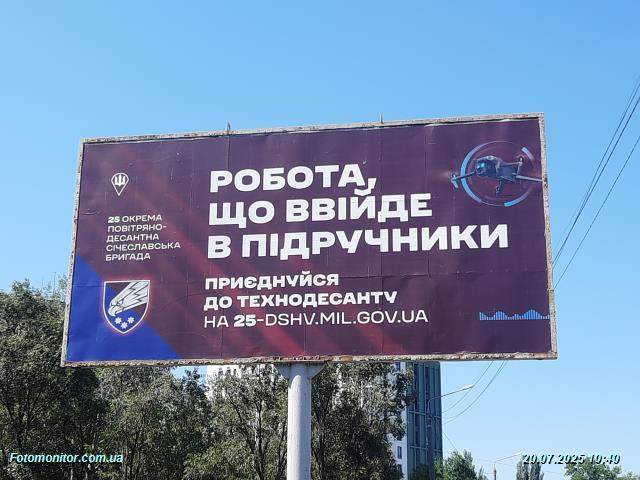 РОБОТА,
ЩО ВВІЙДЕ
В ПІДРУЧНИКИ
25 ОКРЕМА
ПОВІТРЯНО-
ДЕСАНТНА
СІЧЕСЛАВСЬКА
БРИГАДА
ПРИЄДНУЙСЯ
ДО ТЕХНОДЕСАНТУ
НА 25-DSHV.MIL.GOV.UA
Fotomonitor.com.ua
20.07.2025 10:40